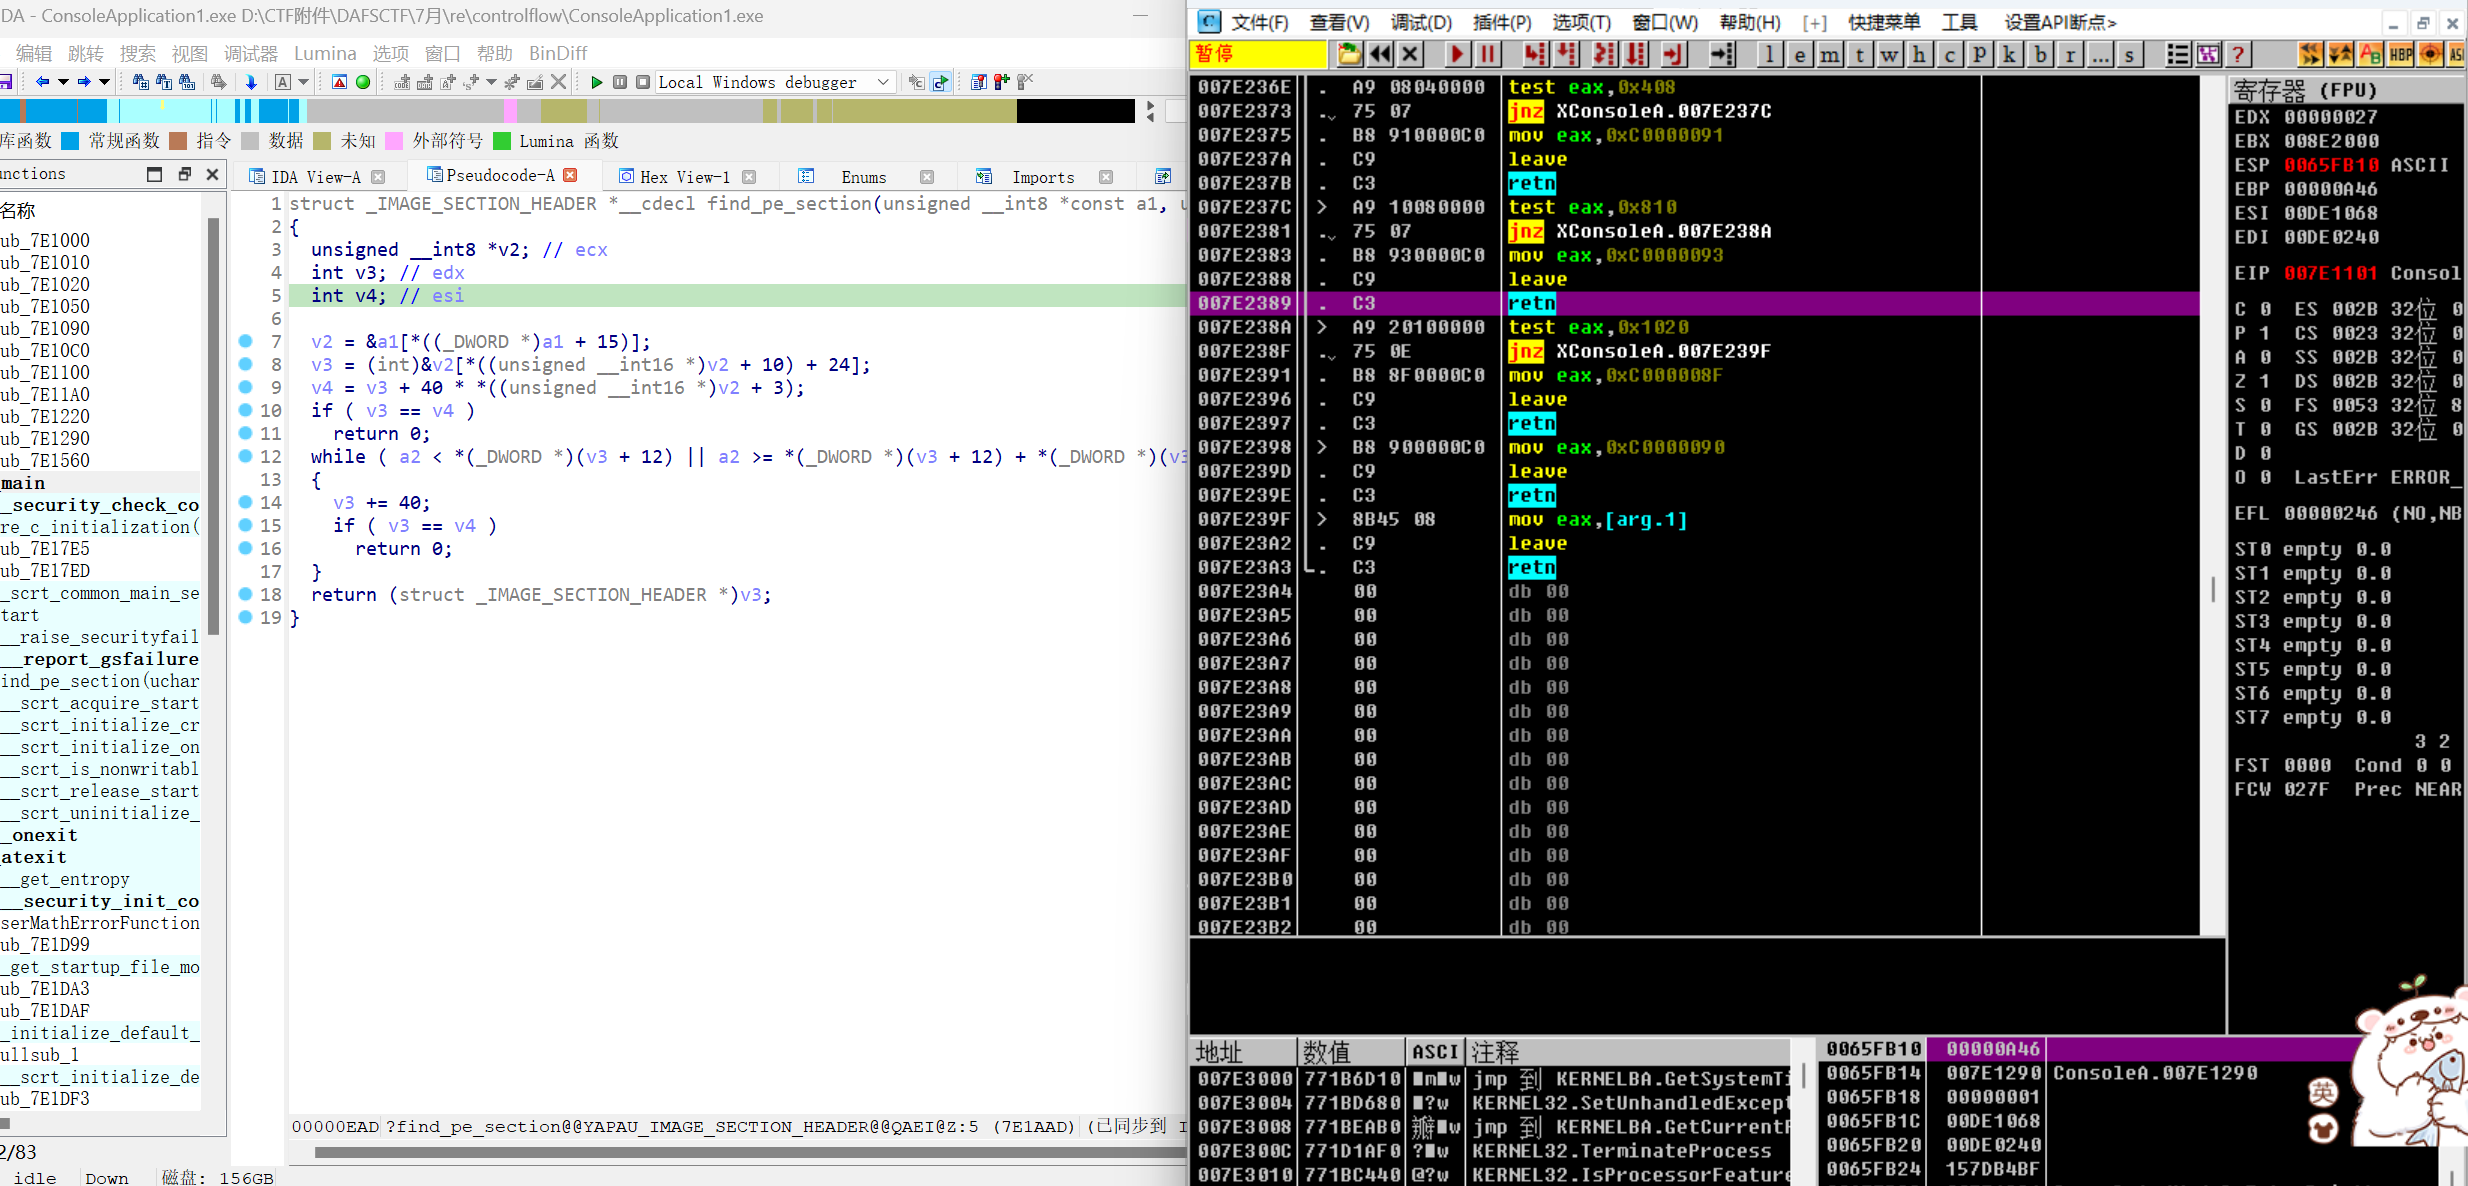 DA - ConsoleApplication1.exe D:\CTF附件\DAFSCTF\7月\re\controlflow\ConsoleApplication1.exe
编辑 跳转 搜索 视图 调试器 Lumina 选项 窗口 帮助 BinDiff
Local Windows debugger
库函数 常规函数 指令 数据 未知 外部符号 Lumina 函数
unctions
IDA View-A Pseudocode-A Hex View-1 Enums Imports
名称
ub_7E1000
ub_7E1010
ub_7E1020
ub_7E1050
ub_7E1090
ub_7E10C0
ub_7E1100
ub_7E11A0
ub_7E1220
ub_7E1290
ub_7E1560
_main
__security_check_co
re_c_initialization(
ub_7E17E5
ub_7E17ED
_scrt_common_main_se
tart
__raise_securityfail
___report_gsfailure
ind_pe_section(uchar
__scrt_acquire_start
__scrt_initialize_cr
__scrt_initialize_on
__scrt_is_nonwritabl
__scrt_release_start
__scrt_uninitialize_
_onexit
_atexit
__get_entropy
___security_init_co
serMathErrorFunction
ub_7E1D99
_get_startup_file_mo
ub_7E1DA3
ub_7E1DAF
_initialize_default_
ullsub_1
__scrt_initialize_de
ub_7E1DF3
2/83
idle Down 磁盘: 156GB
1 struct _IMAGE_SECTION_HEADER *__cdecl find_pe_section(unsigned __int8 *const a1, u
2 {
3 unsigned __int8 *v2; // ecx
4 int v3; // edx
5 int v4; // esi
6
7 v2 = &a1[*((_DWORD *)a1 + 15)];
8 v3 = (int)&v2[*((unsigned __int16 *)v2 + 10) + 24];
9 v4 = v3 + 40 * *((unsigned __int16 *)v2 + 3);
10 if ( v3 == v4 )
11 return 0;
12 while ( a2 < *(_DWORD *)(v3 + 12) || a2 >= *(_DWORD *)(v3 + 12) + *(_DWORD *)(v3
13 {
14 v3 += 40;
15 if ( v3 == v4 )
16 return 0;
17 }
18 return (struct _IMAGE_SECTION_HEADER *)v3;
19 }
00000EAD ?find_pe_section@@YAPAU_IMAGE_SECTION_HEADER@@QAEI@Z:5 (7E1AAD) (已同步到 I
文件(F) 查看(V) 调试(D) 插件(P) 选项(T) 窗口(W) 帮助(H) [+] 快捷菜单 工具 设置API断点>
暂停 l e m t w h c p k b r ... s ? HBP
007E236E . A9 08040000 test eax,0x408
007E2373 . 75 07 jnz XConsoleA.007E237C
007E2375 . B8 910000C0 mov eax,0xC0000091
007E237A . C9 leave
007E237B . C3 retn
007E237C > A9 10080000 test eax,0x810
007E2381 . 75 07 jnz XConsoleA.007E238A
007E2383 . B8 930000C0 mov eax,0xC0000093
007E2388 . C9 leave
007E2389 . C3 retn
007E238A > A9 20100000 test eax,0x1020
007E238F . 75 0E jnz XConsoleA.007E239F
007E2391 . B8 8F0000C0 mov eax,0xC000008F
007E2396 . C9 leave
007E2397 . C3 retn
007E2398 > B8 900000C0 mov eax,0xC0000090
007E239D . C9 leave
007E239E . C3 retn
007E239F > 8B45 08 mov eax,[arg.1]
007E23A2 . C9 leave
007E23A3 . C3 retn
007E23A4 00 db 00
007E23A5 00 db 00
007E23A6 00 db 00
007E23A7 00 db 00
007E23A8 00 db 00
007E23A9 00 db 00
007E23AA 00 db 00
007E23AB 00 db 00
007E23AC 00 db 00
007E23AD 00 db 00
007E23AE 00 db 00
007E23AF 00 db 00
007E23B0 00 db 00
007E23B1 00 db 00
007E23B2 00 db 00
寄存器 (FPU)
EDX 00000027
EBX 008E2000
ESP 0065FB10 ASCII
EBP 00000A46
ESI 00DE1068
EDI 00DE0240
EIP 007E1101 Consol
C 0 ES 002B 32位 0
P 1 CS 0023 32位 0
A 0 SS 002B 32位 0
Z 1 DS 002B 32位 0
S 0 FS 0053 32位 8
T 0 GS 002B 32位 0
D 0
O 0 LastErr ERROR_
EFL 00000246 (NO,NB
ST0 empty 0.0
ST1 empty 0.0
ST2 empty 0.0
ST3 empty 0.0
ST4 empty 0.0
ST5 empty 0.0
ST6 empty 0.0
ST7 empty 0.0
3 2
FST 0000 Cond 0 0
FCW 027F Prec NEAR
地址 数值 ASCI 注释
007E3000 771B6D10 jmp 到 KERNELBA.GetSystemTi
007E3004 771BD680 KERNEL32.SetUnhandledExcept
007E3008 771BEAB0 jmp 到 KERNELBA.GetCurrentP
007E300C 771D1AF0 KERNEL32.TerminateProcess
007E3010 771BC440 @?w KERNEL32.IsProcessorFeature
0065FB10 00000A46
0065FB14 007E1290 ConsoleA.007E1290
0065FB18 00000001
0065FB1C 00DE1068
0065FB20 00DE0240
0065FB24 157DB4BF
英